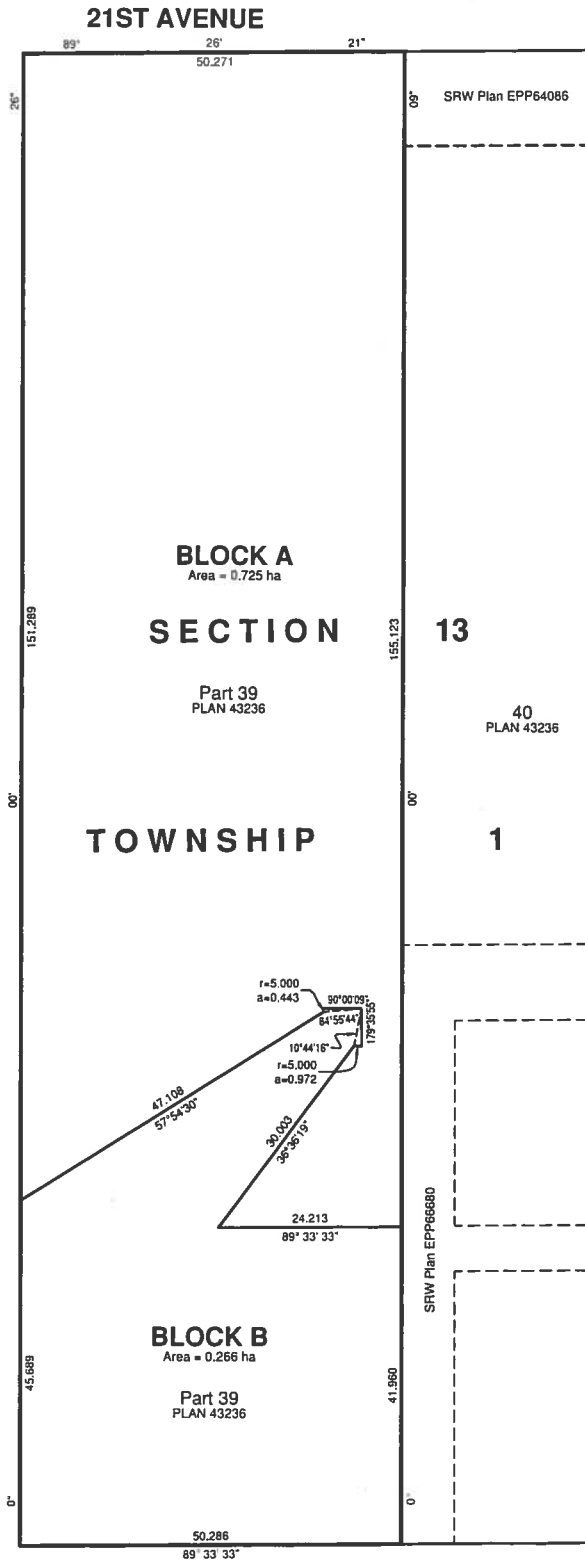 21ST AVENUE
89° 26' 21"
50.271
26"
09"
SRW Plan EPP64086
BLOCK A
Area = 0.725 ha
151.289
155.123
SECTION 13
Part 39
PLAN 43236
40
PLAN 43236
00'
00'
TOWNSHIP 1
r=5.000
a=0.443
90°00'09"
84°55'44"
179°35'55"
10°44'16"
r=5.000
a=0.972
47.108
57°54'30"
30.003
36°36'19"
24.213
89° 33' 33"
SRW Plan EPP66680
BLOCK B
Area = 0.266 ha
45.689
41.960
Part 39
PLAN 43236
0°
0°
50.286
89° 33' 33"